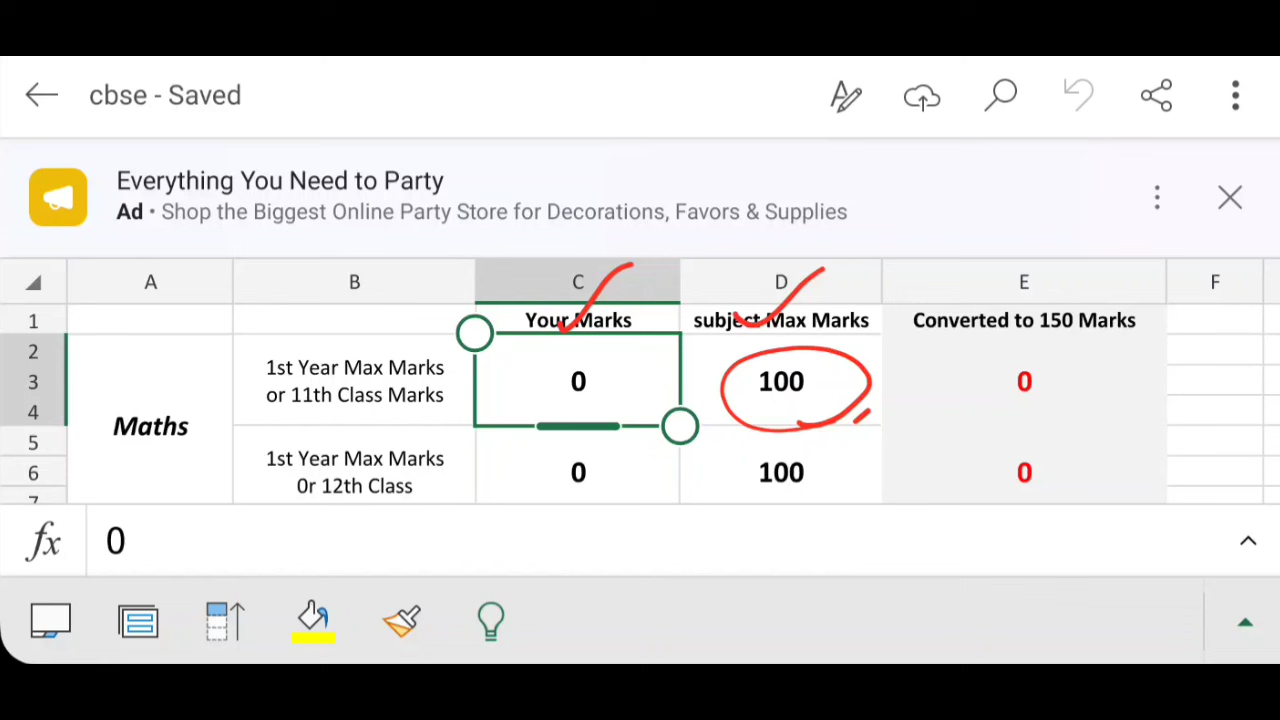 cbse - Saved
Everything You Need to Party
Ad • Shop the Biggest Online Party Store for Decorations, Favors & Supplies
A B C D E F
1 Your Marks subject Max Marks Converted to 150 Marks
2
1st Year Max Marks
3 0 100 0
or 11th Class Marks
4
Maths
5
1st Year Max Marks
6 0 100 0
0r 12th Class
7
fx 0